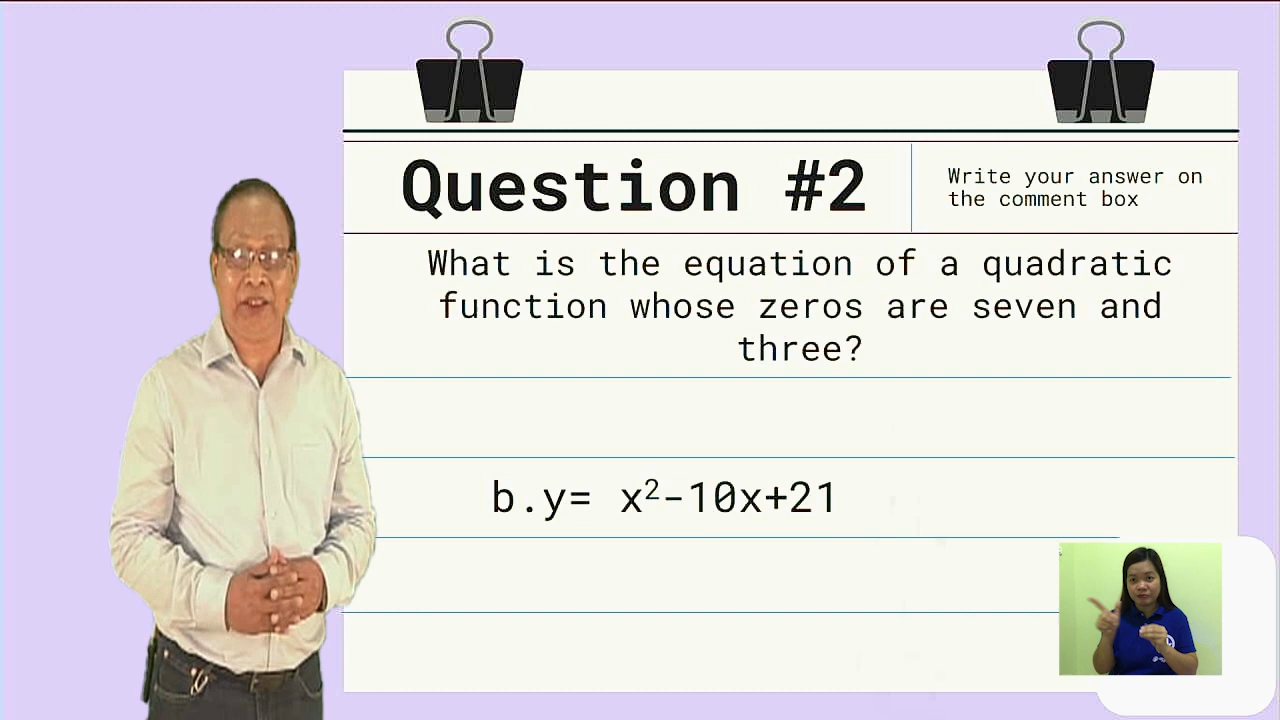 Question #2
Write your answer on
the comment box
What is the equation of a quadratic
function whose zeros are seven and
three?
b.y= x²-10x+21